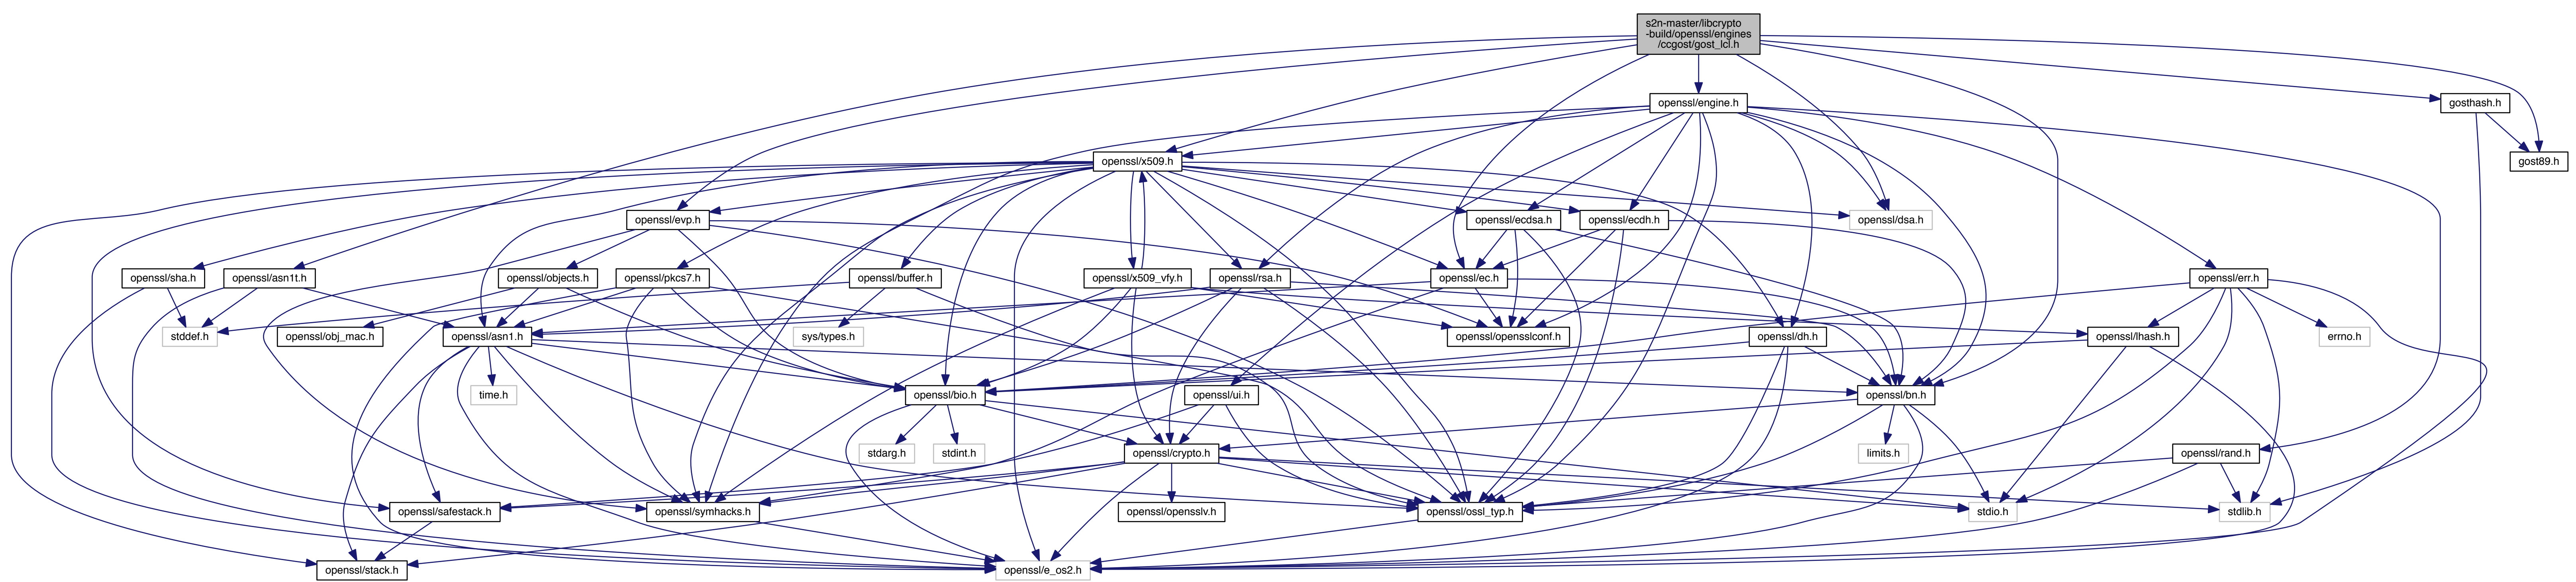 s2n-master/libcrypto
-build/openssl/engines
/ccgost/gost_lcl.h
openssl/engine.h
gosthash.h
openssl/x509.h
gost89.h
openssl/evp.h
openssl/ecdsa.h
openssl/ecdh.h
openssl/dsa.h
openssl/sha.h
openssl/asn1t.h
openssl/objects.h
openssl/pkcs7.h
openssl/buffer.h
openssl/x509_vfy.h
openssl/rsa.h
openssl/ec.h
openssl/err.h
stddef.h
openssl/obj_mac.h
openssl/asn1.h
sys/types.h
openssl/opensslconf.h
openssl/dh.h
openssl/lhash.h
errno.h
time.h
openssl/bio.h
openssl/ui.h
openssl/bn.h
stdarg.h
stdint.h
openssl/crypto.h
limits.h
openssl/rand.h
openssl/safestack.h
openssl/symhacks.h
openssl/opensslv.h
openssl/ossl_typ.h
stdio.h
stdlib.h
openssl/stack.h
openssl/e_os2.h